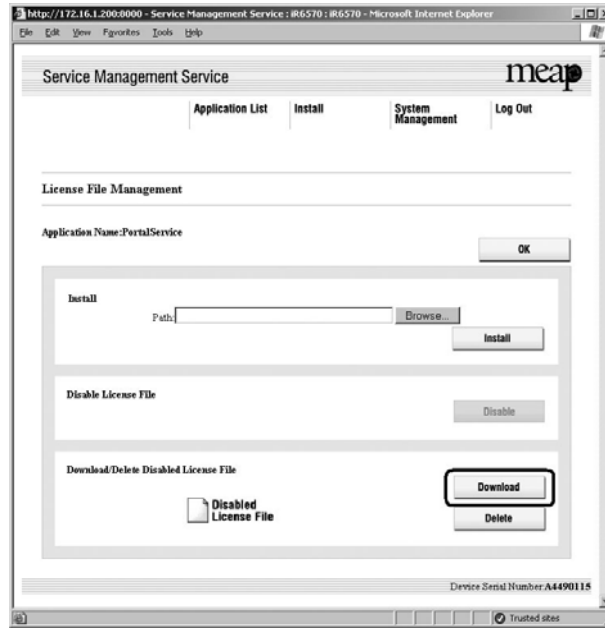 http://172.16.1.200:8000 - Service Management Service : iR6570 : iR6570 - Microsoft Internet Explorer
File Edit View Favorites Tools Help
Service Management Service
meap
Application List Install System Management Log Out
License File Management
Application Name:PortalService
OK
Install
Path: Browse...
Install
Disable License File
Disable
Download/Delete Disabled License File
Download
Disabled
License File
Delete
Device Serial Number:A4490115
Trusted sites